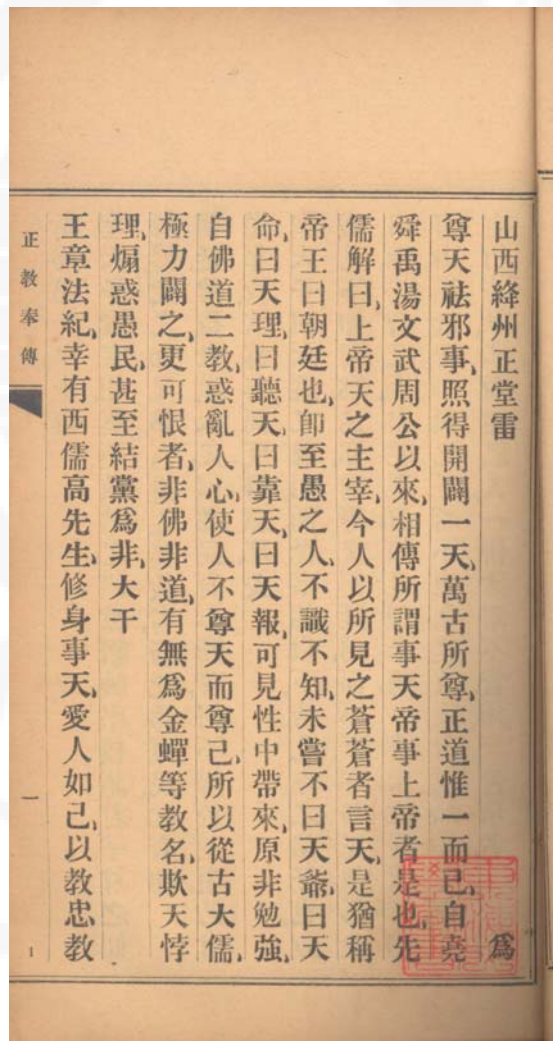 山西絳州正堂雷　爲
尊天祛邪事、照得開闢一天、萬古所尊、正道惟一而已、自堯
舜禹湯文武周公以來、相傳所謂事天帝事上帝者是也、先
儒解曰、上帝天之主宰、今人以所見之蒼蒼者言天、是猶稱
帝王曰朝廷也、卽至愚之人、不識不知、未嘗不曰天爺、曰天
命、曰天理、曰聽天、曰靠天、曰天報、可見性中帶來、原非勉強、
自佛道二教、惑亂人心、使人不尊天而尊己、所以從古大儒、
極力闢之、更可恨者、非佛非道、有無爲金蟬等教名、欺天悖
理、煽惑愚民、甚至結黨爲非、大干
王章法紀、幸有西儒高先生、修身事天、愛人如己、以教忠教
正教奉傳
一
1